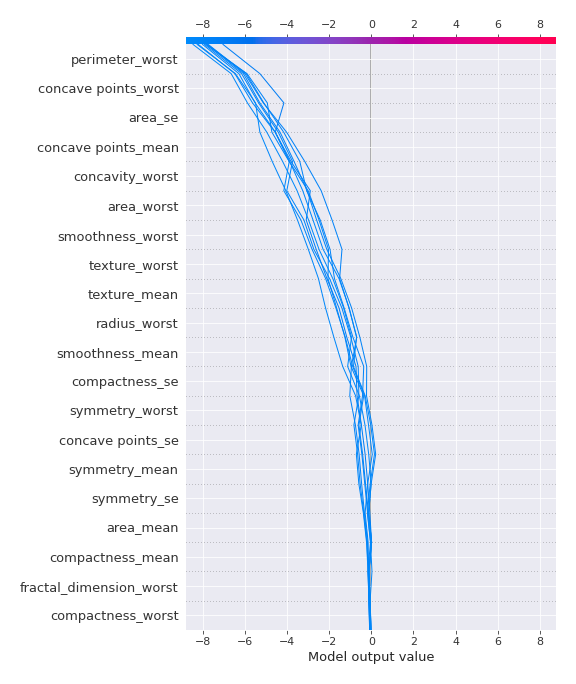 −8 −6 −4 −2 0 2 4 6 8
perimeter_worst
concave points_worst
area_se
concave points_mean
concavity_worst
area_worst
smoothness_worst
texture_worst
texture_mean
radius_worst
smoothness_mean
compactness_se
symmetry_worst
concave points_se
symmetry_mean
symmetry_se
area_mean
compactness_mean
fractal_dimension_worst
compactness_worst
−8 −6 −4 −2 0 2 4 6 8
Model output value